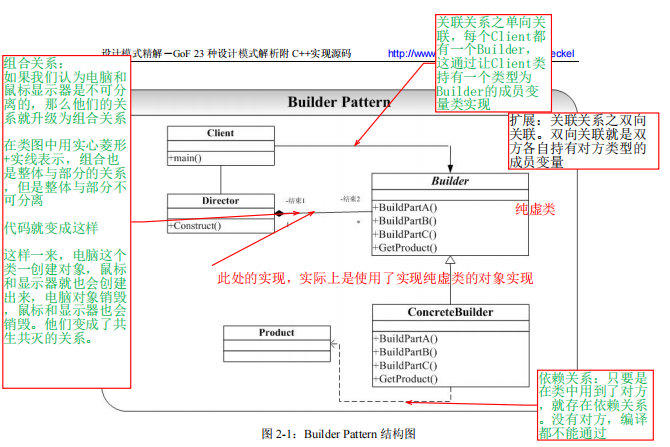 设计模式精解－GoF 23 种设计模式解析附 C++实现源码
http://www.
eckel
关联关系之单向关
联，每个Client都
有一个Builder，
这通过让Client类
持有一个类型为
Builder的成员变
量类实现
组合关系：
如果我们认为电脑和
鼠标显示器是不可分
离的，那么他们的关
系就升级为组合关系
在类图中用实心菱形
+实线表示，组合也
是整体与部分的关系
，但是整体与部分不
可分离
代码就变成这样
这样一来，电脑这个
类一创建对象，鼠标
和显示器就也会创建
出来，电脑对象销毁
，鼠标和显示器也会
销毁。他们变成了共
生共灭的关系。
Builder Pattern
扩展：关联关系之双向
关联。双向关联就是双
方各自持有对方类型的
成员变量
Client
+main()
Director
+Construct()
-结束1
-结束2
1
*
Builder
+BuildPartA()
+BuildPartB()
+BuildPartC()
+GetProduct()
纯虚类
此处的实现，实际上是使用了实现纯虚类的对象实现
ConcreteBuilder
+BuildPartA()
+BuildPartB()
+BuildPartC()
+GetProduct()
Product
依赖关系：只要是
在类中用到了对方
，就存在依赖关系
。没有对方，编译
都不能通过
图 2-1：Builder Pattern 结构图